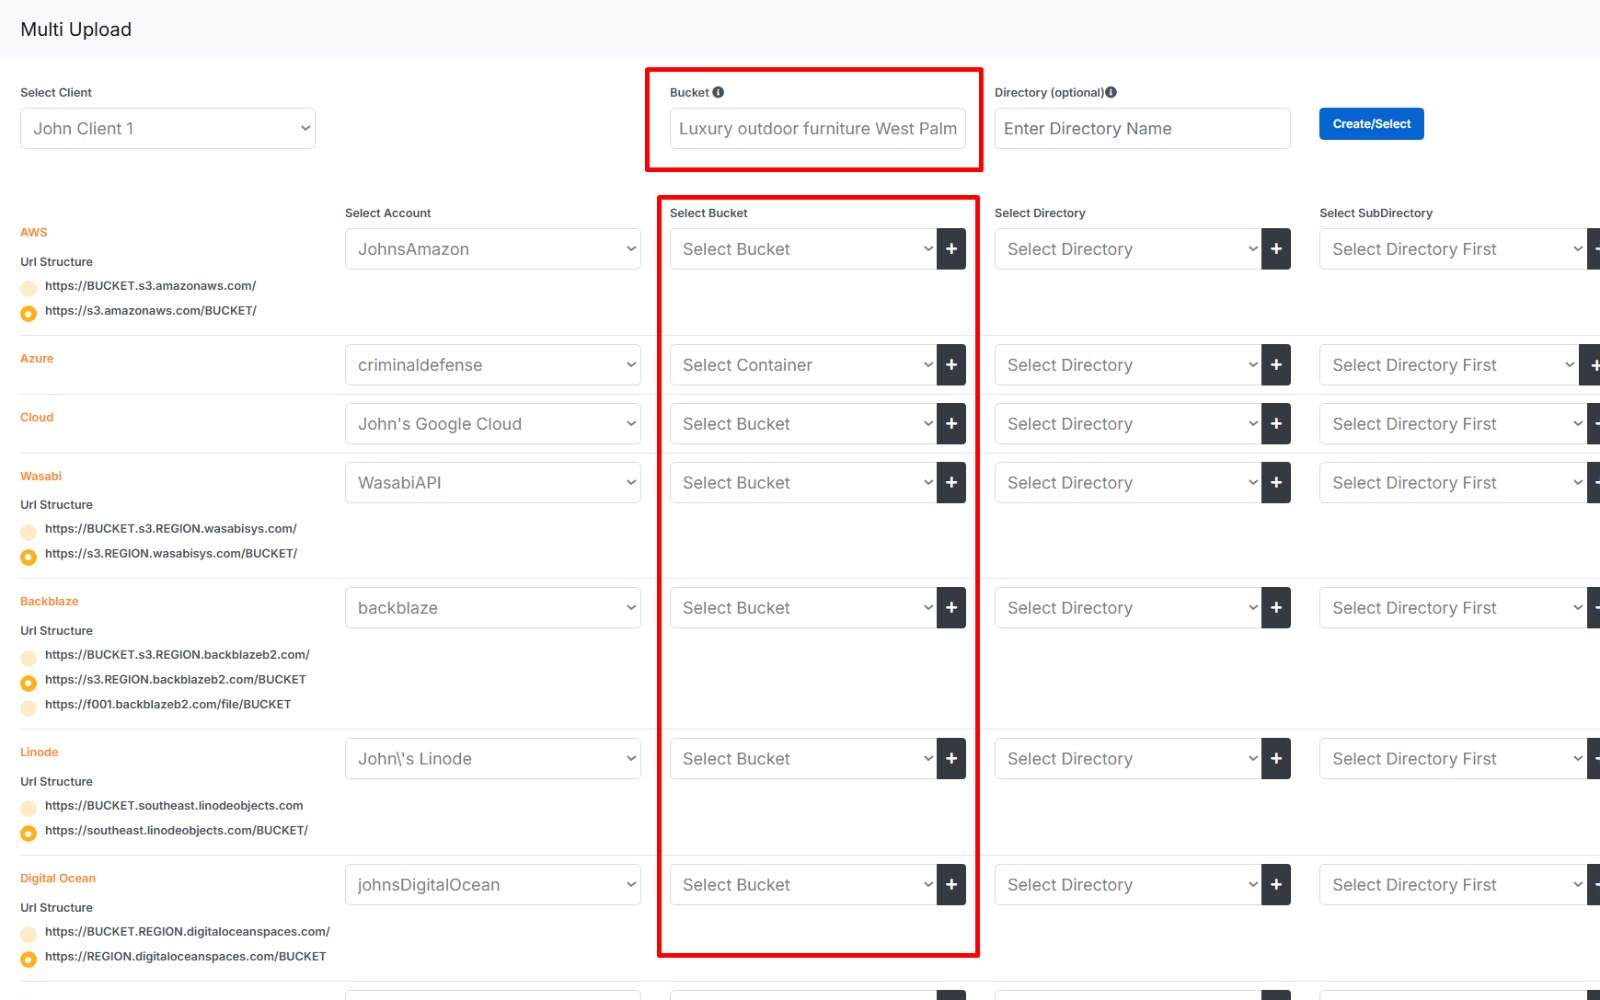 Multi Upload
Select Client
Bucket
Directory (optional)
John Client 1
Luxury outdoor furniture West Palm
Enter Directory Name
Create/Select
Select Account
Select Bucket
Select Directory
Select SubDirectory
AWS
JohnsAmazon
Select Bucket
+
Select Directory
+
Select Directory First
Url Structure
https://BUCKET.s3.amazonaws.com/
https://s3.amazonaws.com/BUCKET/
Azure
criminaldefense
Select Container
+
Select Directory
+
Select Directory First
+
Cloud
John's Google Cloud
Select Bucket
+
Select Directory
+
Select Directory First
Wasabi
WasabiAPI
Select Bucket
+
Select Directory
+
Select Directory First
Url Structure
https://BUCKET.s3.REGION.wasabisys.com/
https://s3.REGION.wasabisys.com/BUCKET/
Backblaze
backblaze
Select Bucket
+
Select Directory
+
Select Directory First
Url Structure
https://BUCKET.s3.REGION.backblazeb2.com/
https://s3.REGION.backblazeb2.com/BUCKET
https://f001.backblazeb2.com/file/BUCKET
Linode
John\'s Linode
Select Bucket
+
Select Directory
+
Select Directory First
Url Structure
https://BUCKET.southeast.linodeobjects.com
https://southeast.linodeobjects.com/BUCKET/
Digital Ocean
johnsDigitalOcean
Select Bucket
+
Select Directory
+
Select Directory First
Url Structure
https://BUCKET.REGION.digitaloceanspaces.com/
https://REGION.digitaloceanspaces.com/BUCKET